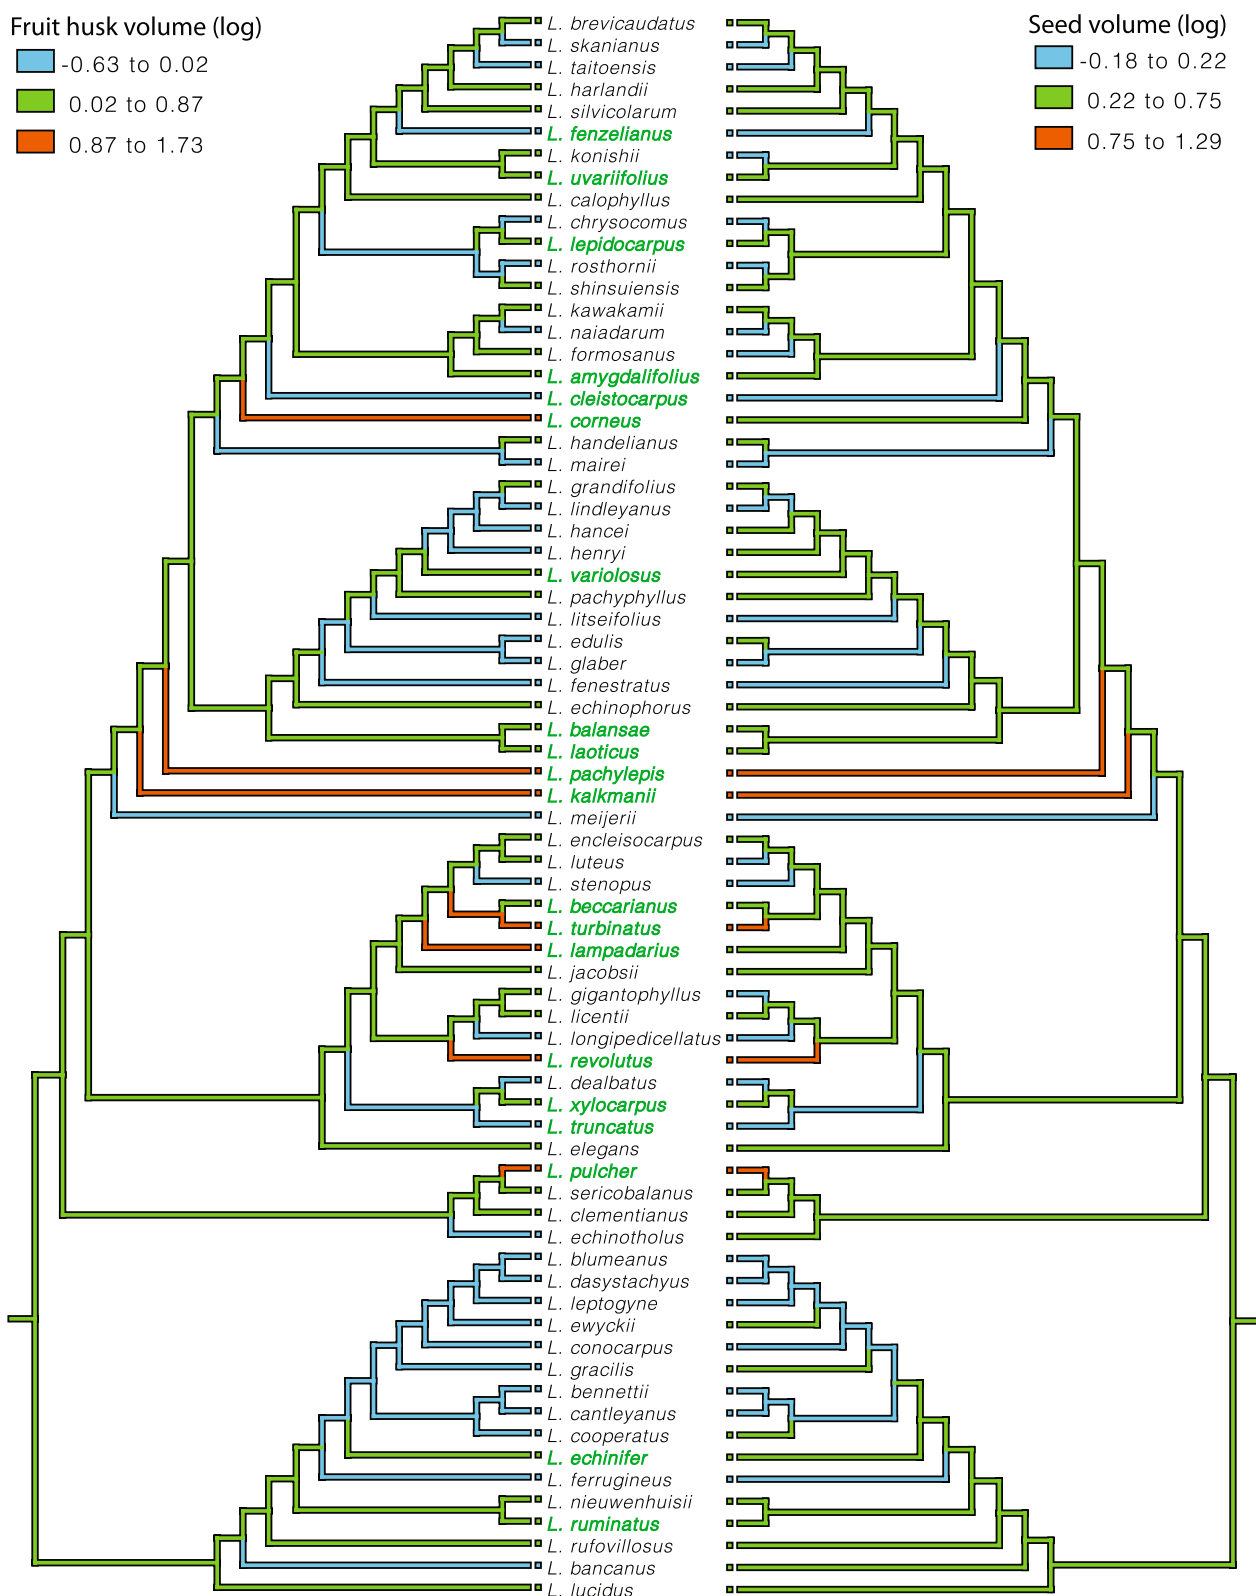 Fruit husk volume (log)
-0.63 to 0.02
0.02 to 0.87
0.87 to 1.73
Seed volume (log)
-0.18 to 0.22
0.22 to 0.75
0.75 to 1.29
L. brevicaudatus
L. skanianus
L. taitoensis
L. harlandii
L. silvicolarum
L. fenzelianus
L. konishii
L. uvariifolius
L. calophyllus
L. chrysocomus
L. lepidocarpus
L. rosthornii
L. shinsuiensis
L. kawakamii
L. naiadarum
L. formosanus
L. amygdalifolius
L. cleistocarpus
L. corneus
L. handelianus
L. mairei
L. grandifolius
L. lindleyanus
L. hancei
L. henryi
L. variolosus
L. pachyphyllus
L. litseifolius
L. edulis
L. glaber
L. fenestratus
L. echinophorus
L. balansae
L. laoticus
L. pachylepis
L. kalkmanii
L. meijerii
L. encleisocarpus
L. luteus
L. stenopus
L. beccarianus
L. turbinatus
L. lampadarius
L. jacobsii
L. gigantophyllus
L. licentii
L. longipedicellatus
L. revolutus
L. dealbatus
L. xylocarpus
L. truncatus
L. elegans
L. pulcher
L. sericobalanus
L. clementianus
L. echinotholus
L. blumeanus
L. dasystachyus
L. leptogyne
L. ewyckii
L. conocarpus
L. gracilis
L. bennettii
L. cantleyanus
L. cooperatus
L. echinifer
L. ferrugineus
L. nieuwenhuisii
L. ruminatus
L. rufovillosus
L. bancanus
L. lucidus